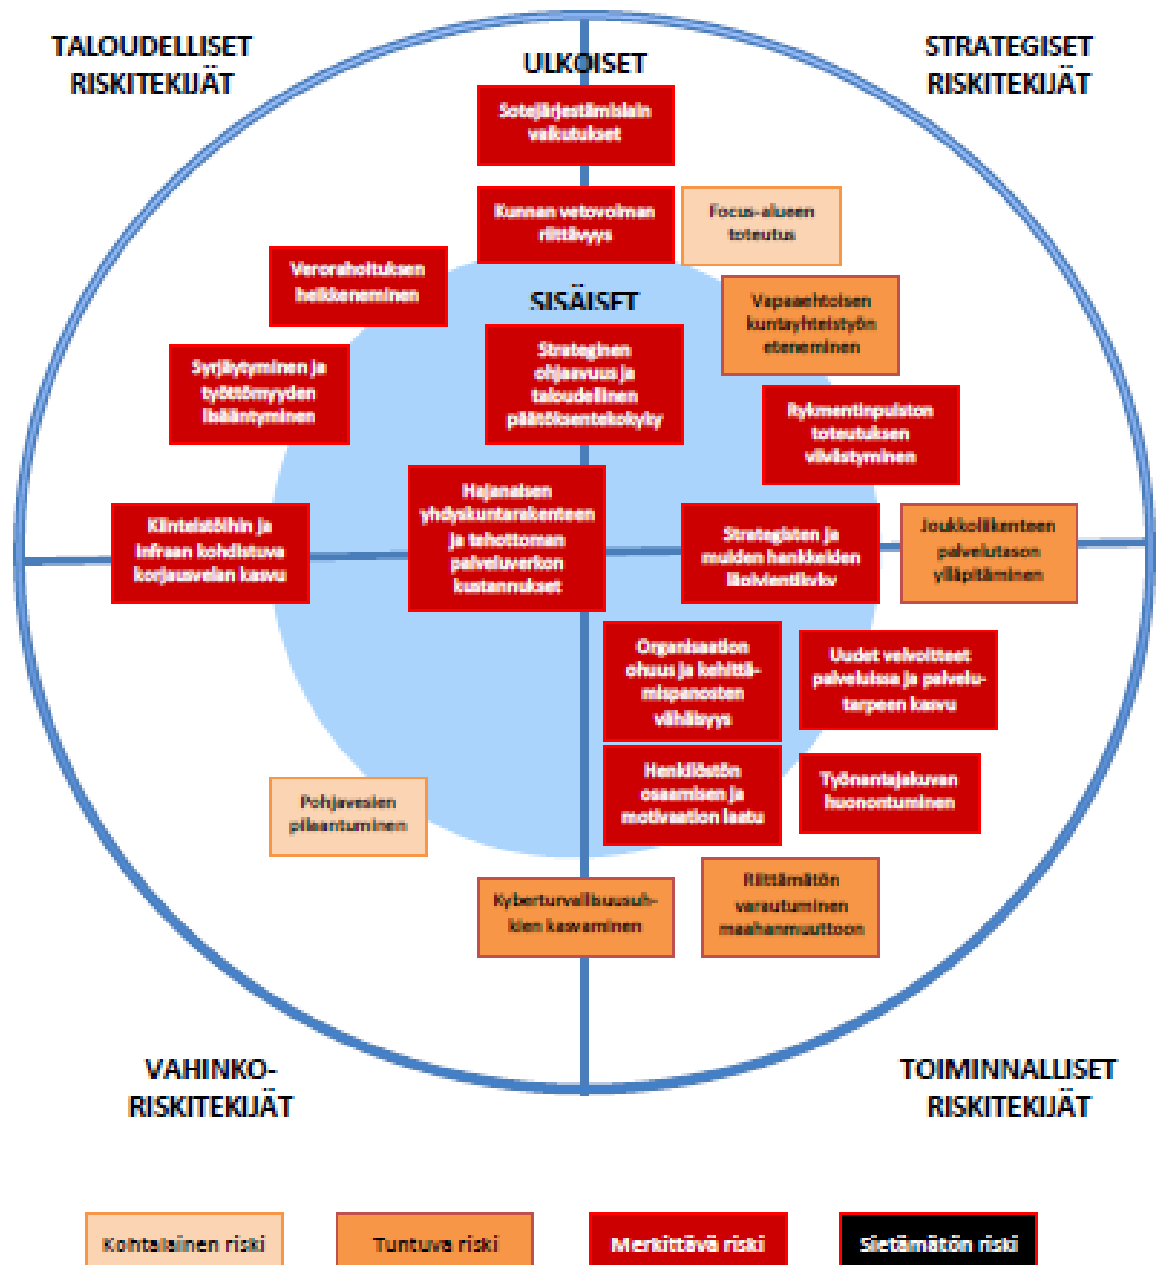 TALOUDELLISET
RISKITEKIJÄT
STRATEGISET
RISKITEKIJÄT
ULKOISET
Sotejärjestämislain
vaikutukset
Kunnan vetovoiman
riittävyys
Focus-alueen
toteutus
Verorahoituksen
heikkeneminen
SISÄISET
Vapaaehtoisen
kuntayhteistyön
eteneminen
Syrjäytyminen ja
työttömyyden
lisääntyminen
Strateginen
ohjaavuus ja
taloudellinen
päätöksentekokyky
Rykmentinpuiston
toteutuksen
viivästyminen
Kiinteistöihin ja
infraan kohdistuva
korjausvelan kasvu
Hajanaisen
yhdyskuntarakenteen
ja tehottoman
palveluverkon
kustannukset
Strategisten ja
muiden hankkeiden
läpivientikyky
Joukkoliikenteen
palvelutason
ylläpitäminen
Organisaation
ohuus ja kehittä-
mispanosten
vähäisyys
Uudet velvoitteet
palveluissa ja palvelu-
tarpeen kasvu
Henkilöstön
osaamisen ja
motivaation laatu
Työnantajakuvan
huonontuminen
Pohjavesien
pilaantuminen
Kyberturvallisuusuh-
kien kasvaminen
Riittämätön
varautuminen
maahanmuuttoon
VAHINKO-
RISKITEKIJÄT
TOIMINNALLISET
RISKITEKIJÄT
Kohtalainen riski
Tuntuva riski
Merkittävä riski
Sietämätön riski